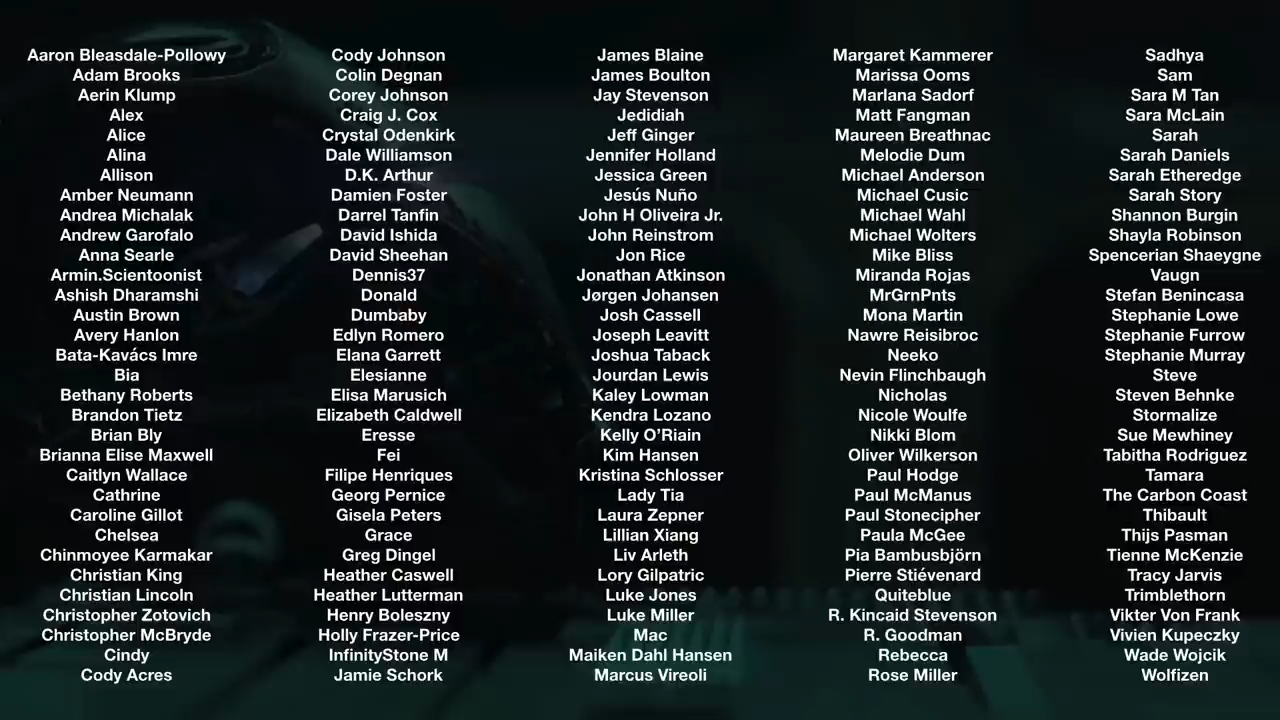 Aaron Bleasdale-Pollowy
Adam Brooks
Aerin Klump
Alex
Alice
Alina
Allison
Amber Neumann
Andrea Michalak
Andrew Garofalo
Anna Searle
Armin.Scientoonist
Ashish Dharamshi
Austin Brown
Avery Hanlon
Bata-Kavács Imre
Bia
Bethany Roberts
Brandon Tietz
Brian Bly
Brianna Elise Maxwell
Caitlyn Wallace
Cathrine
Caroline Gillot
Chelsea
Chinmoyee Karmakar
Christian King
Christian Lincoln
Christopher Zotovich
Christopher McBryde
Cindy
Cody Acres
Cody Johnson
Colin Degnan
Corey Johnson
Craig J. Cox
Crystal Odenkirk
Dale Williamson
D.K. Arthur
Damien Foster
Darrel Tanfin
David Ishida
David Sheehan
Dennis37
Donald
Dumbaby
Edlyn Romero
Elana Garrett
Elesianne
Elisa Marusich
Elizabeth Caldwell
Eresse
Fei
Filipe Henriques
Georg Pernice
Gisela Peters
Grace
Greg Dingel
Heather Caswell
Heather Lutterman
Henry Boleszny
Holly Frazer-Price
InfinityStone M
Jamie Schork
James Blaine
James Boulton
Jay Stevenson
Jedidiah
Jeff Ginger
Jennifer Holland
Jessica Green
Jesús Nuño
John H Oliveira Jr.
John Reinstrom
Jon Rice
Jonathan Atkinson
Jørgen Johansen
Josh Cassell
Joseph Leavitt
Joshua Taback
Jourdan Lewis
Kaley Lowman
Kendra Lozano
Kelly O’Riain
Kim Hansen
Kristina Schlosser
Lady Tia
Laura Zepner
Lillian Xiang
Liv Arleth
Lory Gilpatric
Luke Jones
Luke Miller
Mac
Maiken Dahl Hansen
Marcus Vireoli
Margaret Kammerer
Marissa Ooms
Marlana Sadorf
Matt Fangman
Maureen Breathnac
Melodie Dum
Michael Anderson
Michael Cusic
Michael Wahl
Michael Wolters
Mike Bliss
Miranda Rojas
MrGrnPnts
Mona Martin
Nawre Reisibroc
Neeko
Nevin Flinchbaugh
Nicholas
Nicole Woulfe
Nikki Blom
Oliver Wilkerson
Paul Hodge
Paul McManus
Paul Stonecipher
Paula McGee
Pia Bambusbjörn
Pierre Stiévenard
Quiteblue
R. Kincaid Stevenson
R. Goodman
Rebecca
Rose Miller
Sadhya
Sam
Sara M Tan
Sara McLain
Sarah
Sarah Daniels
Sarah Etheredge
Sarah Story
Shannon Burgin
Shayla Robinson
Spencerian Shaeygne
Vaugn
Stefan Benincasa
Stephanie Lowe
Stephanie Furrow
Stephanie Murray
Steve
Steven Behnke
Stormalize
Sue Mewhiney
Tabitha Rodriguez
Tamara
The Carbon Coast
Thibault
Thijs Pasman
Tienne McKenzie
Tracy Jarvis
Trimblethorn
Vikter Von Frank
Vivien Kupeczky
Wade Wojcik
Wolfizen